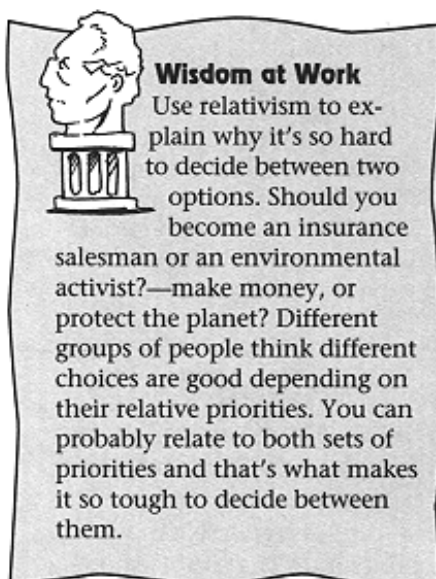 Wisdom at Work
Use relativism to ex-
plain why it's so hard
to decide between two
options. Should you
become an insurance
salesman or an environmental
activist?—make money, or
protect the planet? Different
groups of people think different
choices are good depending on
their relative priorities. You can
probably relate to both sets of
priorities and that's what makes
it so tough to decide between
them.